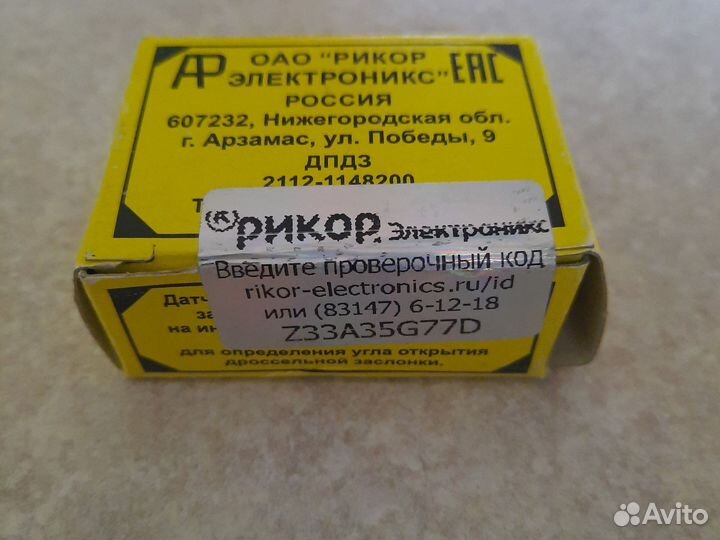 АР ОАО "РИКОР
ЭЛЕКТРОНИКС" ЕАС
РОССИЯ
607232, Нижегородская обл.
г. Арзамас, ул. Победы, 9
ДПДЗ
2112-1148200
(R) РИКОР Электроникс
Введите проверочный код
rikor-electronics.ru/id
или (83147) 6-12-18
Z33A35G77D
для определения угла открытия
дроссельной заслонки.
Avito